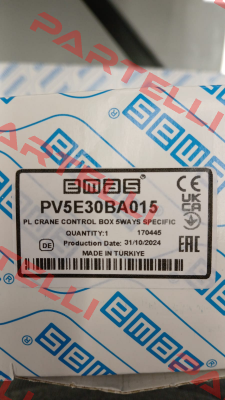 PARTELLI
EMAS
CE
PV5E30BA015
UK
CA
PL CRANE CONTROL BOX 5WAYS SPECIFIC
QUANTITY:1 170445
DE Production Date: 31/10/2024 EAC
MADE IN TURKIYE
EMAS